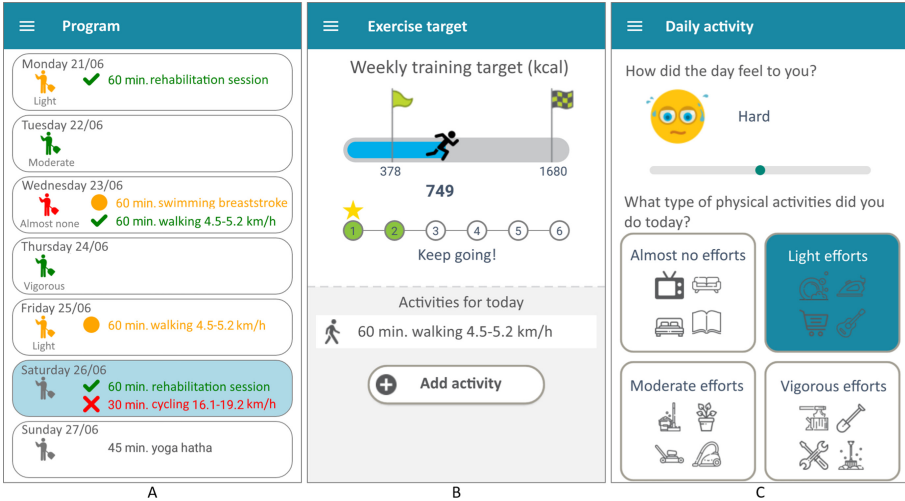 Program
Monday 21/06
60 min. rehabilitation session
Light
Tuesday 22/06
Moderate
Wednesday 23/06
60 min. swimming breaststroke
60 min. walking 4.5-5.2 km/h
Almost none
Thursday 24/06
Vigorous
Friday 25/06
60 min. walking 4.5-5.2 km/h
Light
Saturday 26/06
60 min. rehabilitation session
30 min. cycling 16.1-19.2 km/h
Sunday 27/06
45 min. yoga hatha
A
Exercise target
Weekly training target (kcal)
378
1680
749
1 2 3 4 5 6
Keep going!
Activities for today
60 min. walking 4.5-5.2 km/h
Add activity
B
Daily activity
How did the day feel to you?
Hard
What type of physical activities did you
do today?
Almost no efforts
Light efforts
Moderate efforts
Vigorous efforts
C